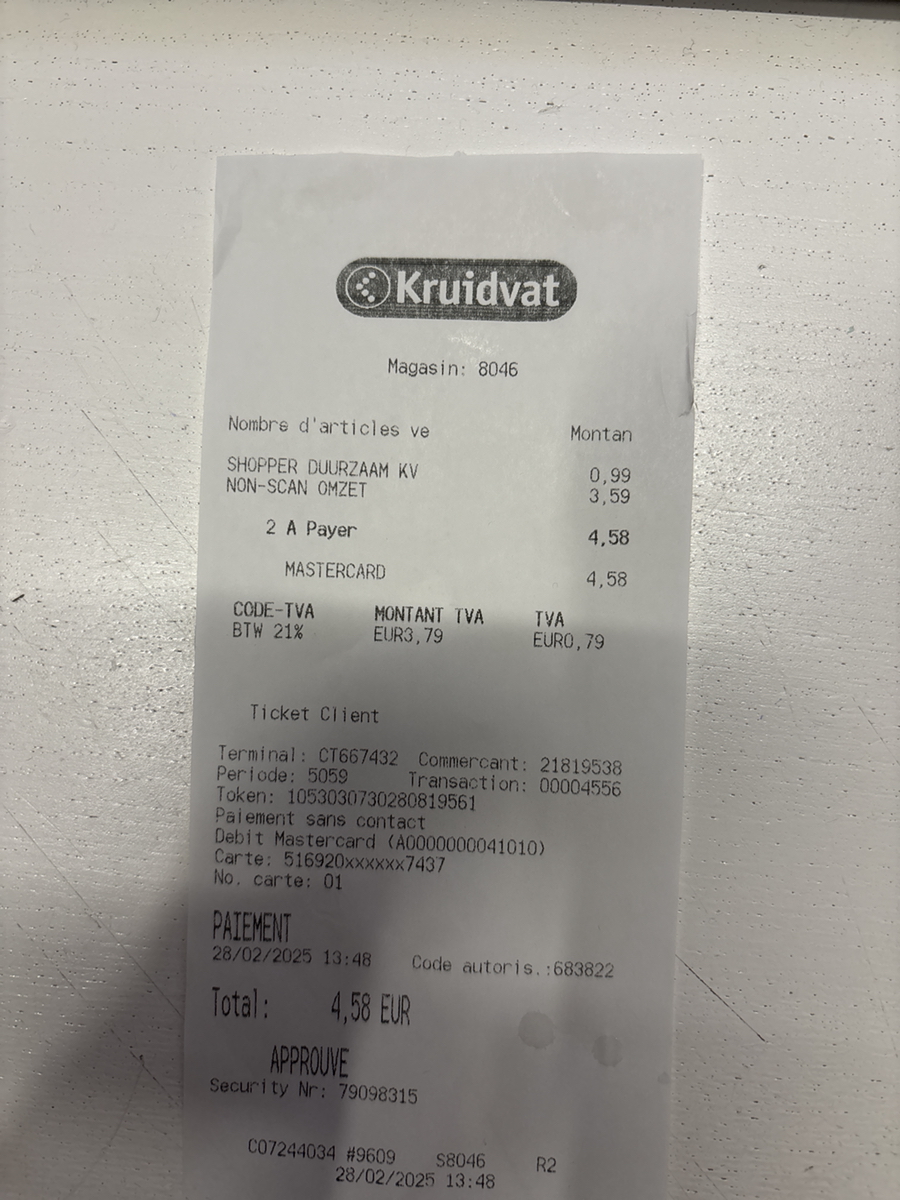 Kruidvat
Magasin: 8046
Nombre d'articles ve Montan
SHOPPER DUURZAAM KV 0,99
NON-SCAN OMZET 3,59
2 A Payer 4,58
MASTERCARD 4,58
CODE-TVA MONTANT TVA TVA
BTW 21% EUR3,79 EUR0,79
Ticket Client
Terminal: CT667432 Commercant: 21819538
Periode: 5059 Transaction: 00004556
Token: 1053030730280819561
Paiement sans contact
Debit Mastercard (A0000000041010)
Carte: 516920xxxxxx7437
No. carte: 01
PAIEMENT
28/02/2025 13:48 Code autoris.:683822
Total: 4,58 EUR
APPROUVE
Security Nr: 79098315
C07244034 #9609 S8046 R2
28/02/2025 13:48